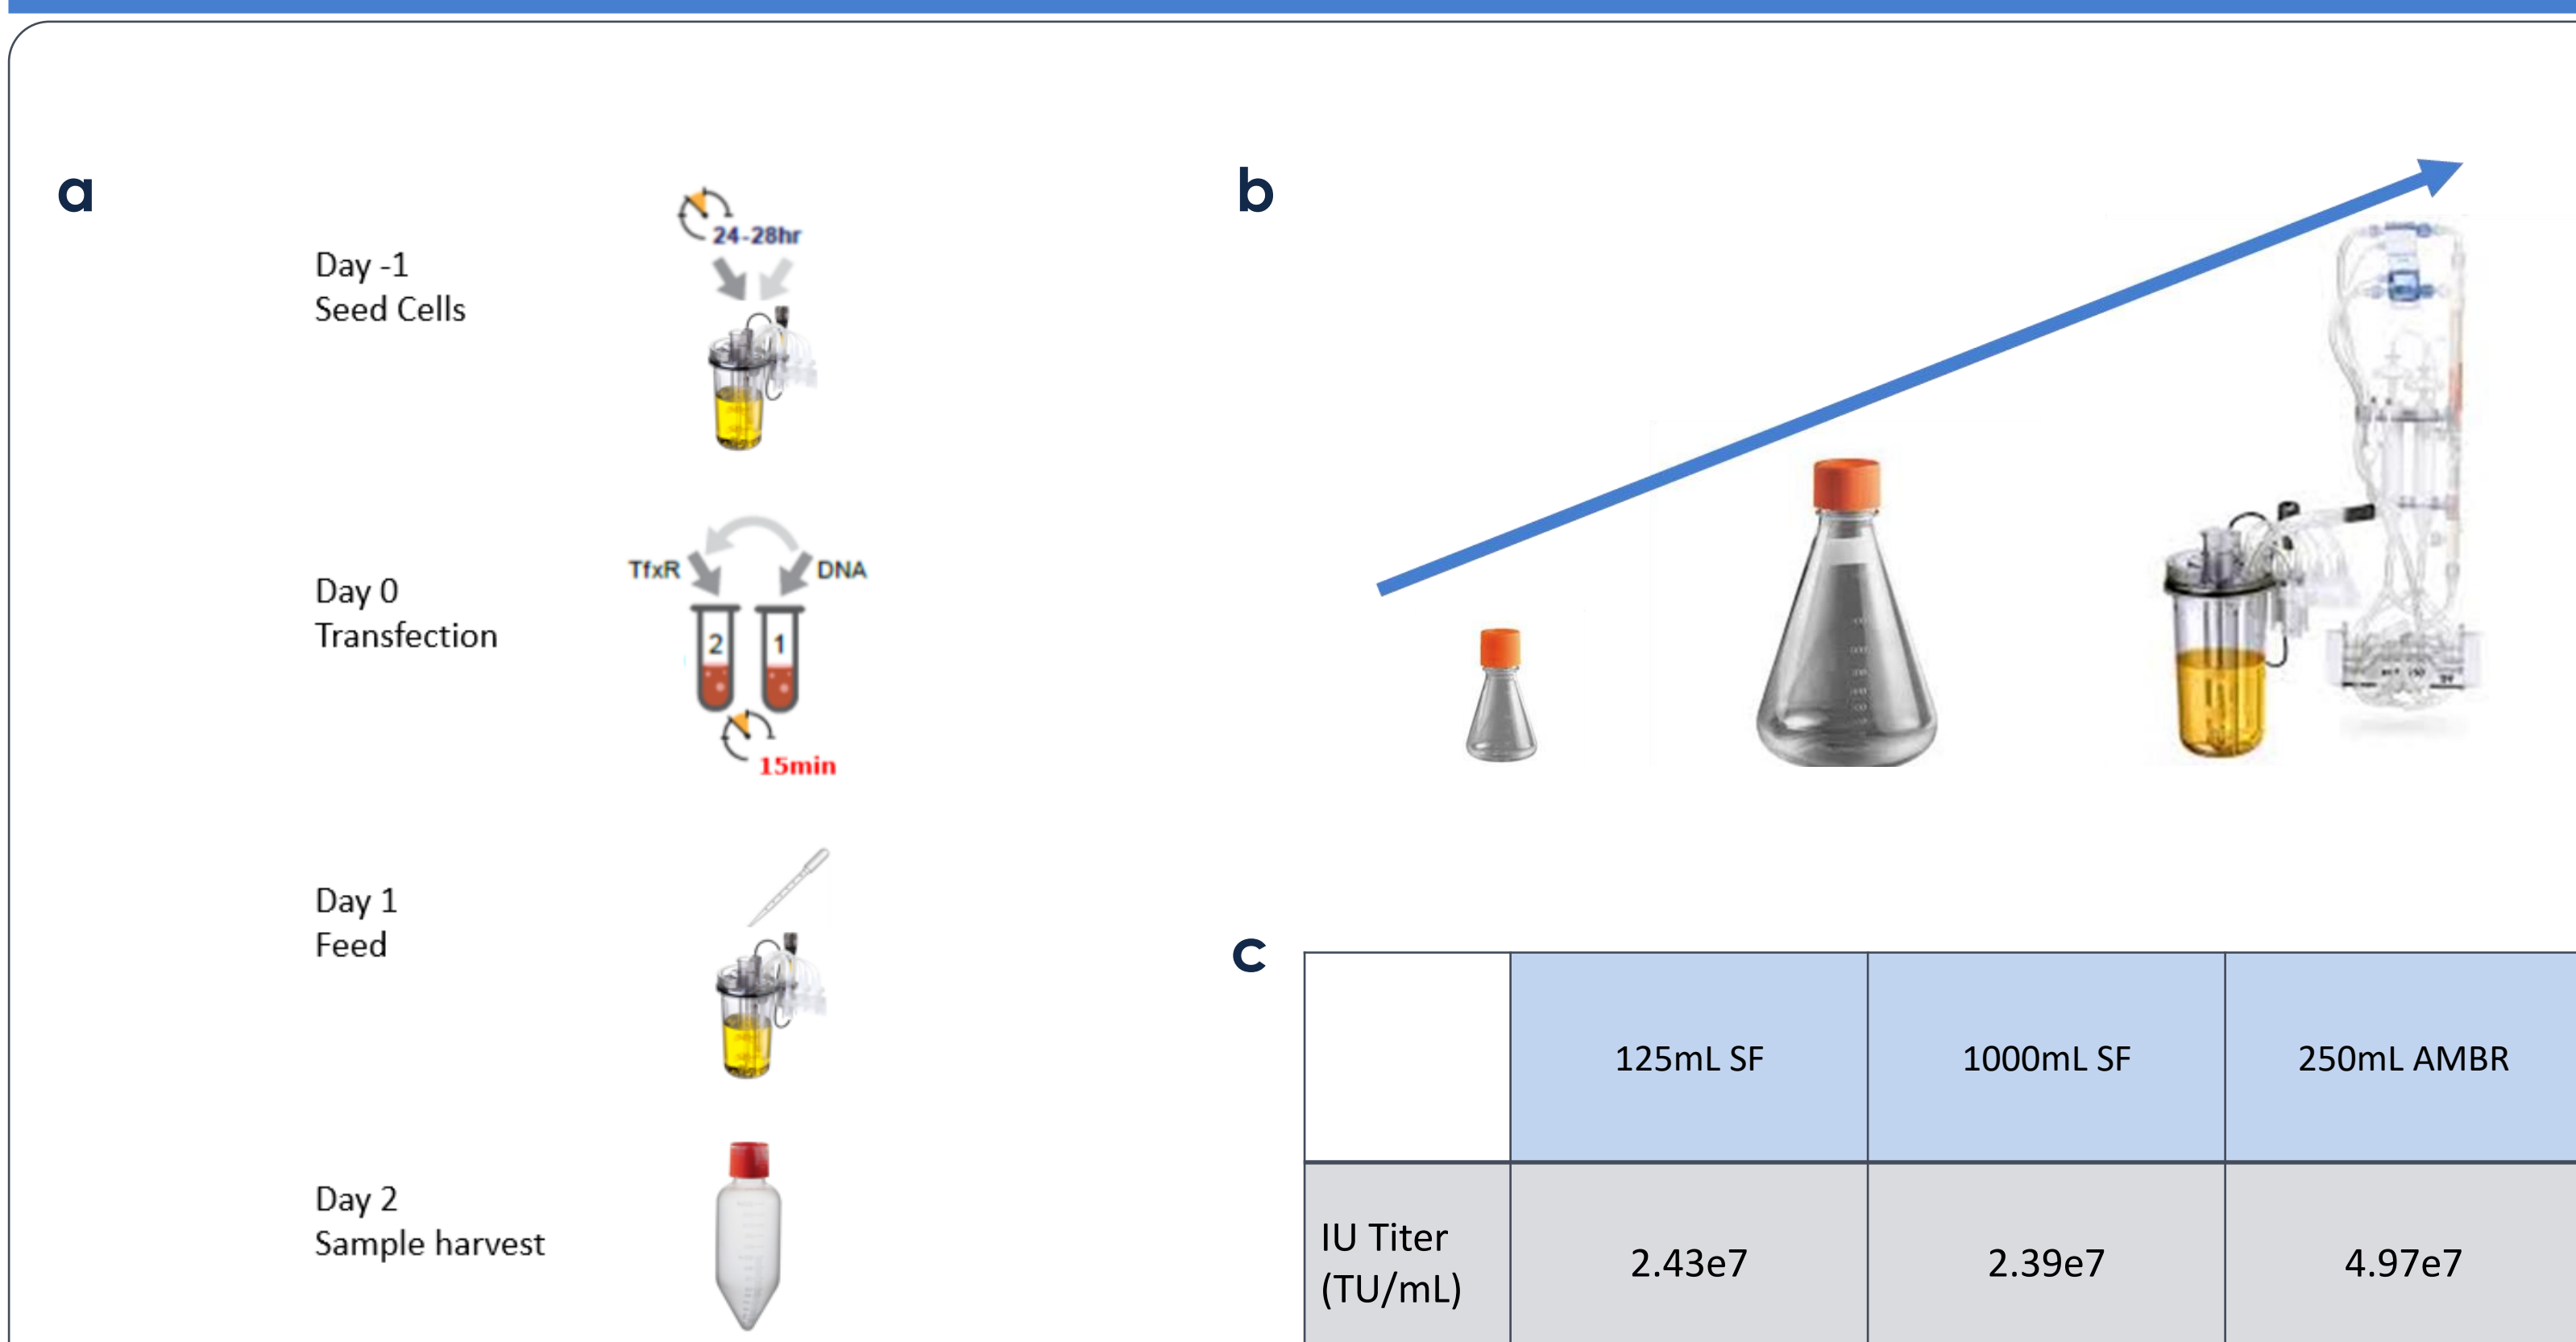 a
24-28hr
Day -1
Seed Cells
TfxR
DNA
Day 0
Transfection
2
1
15min
Day 1
Feed
Day 2
Sample harvest
b
c
125mL SF
1000mL SF
250mL AMBR
IU Titer
(TU/mL)
2.43e7
2.39e7
4.97e7